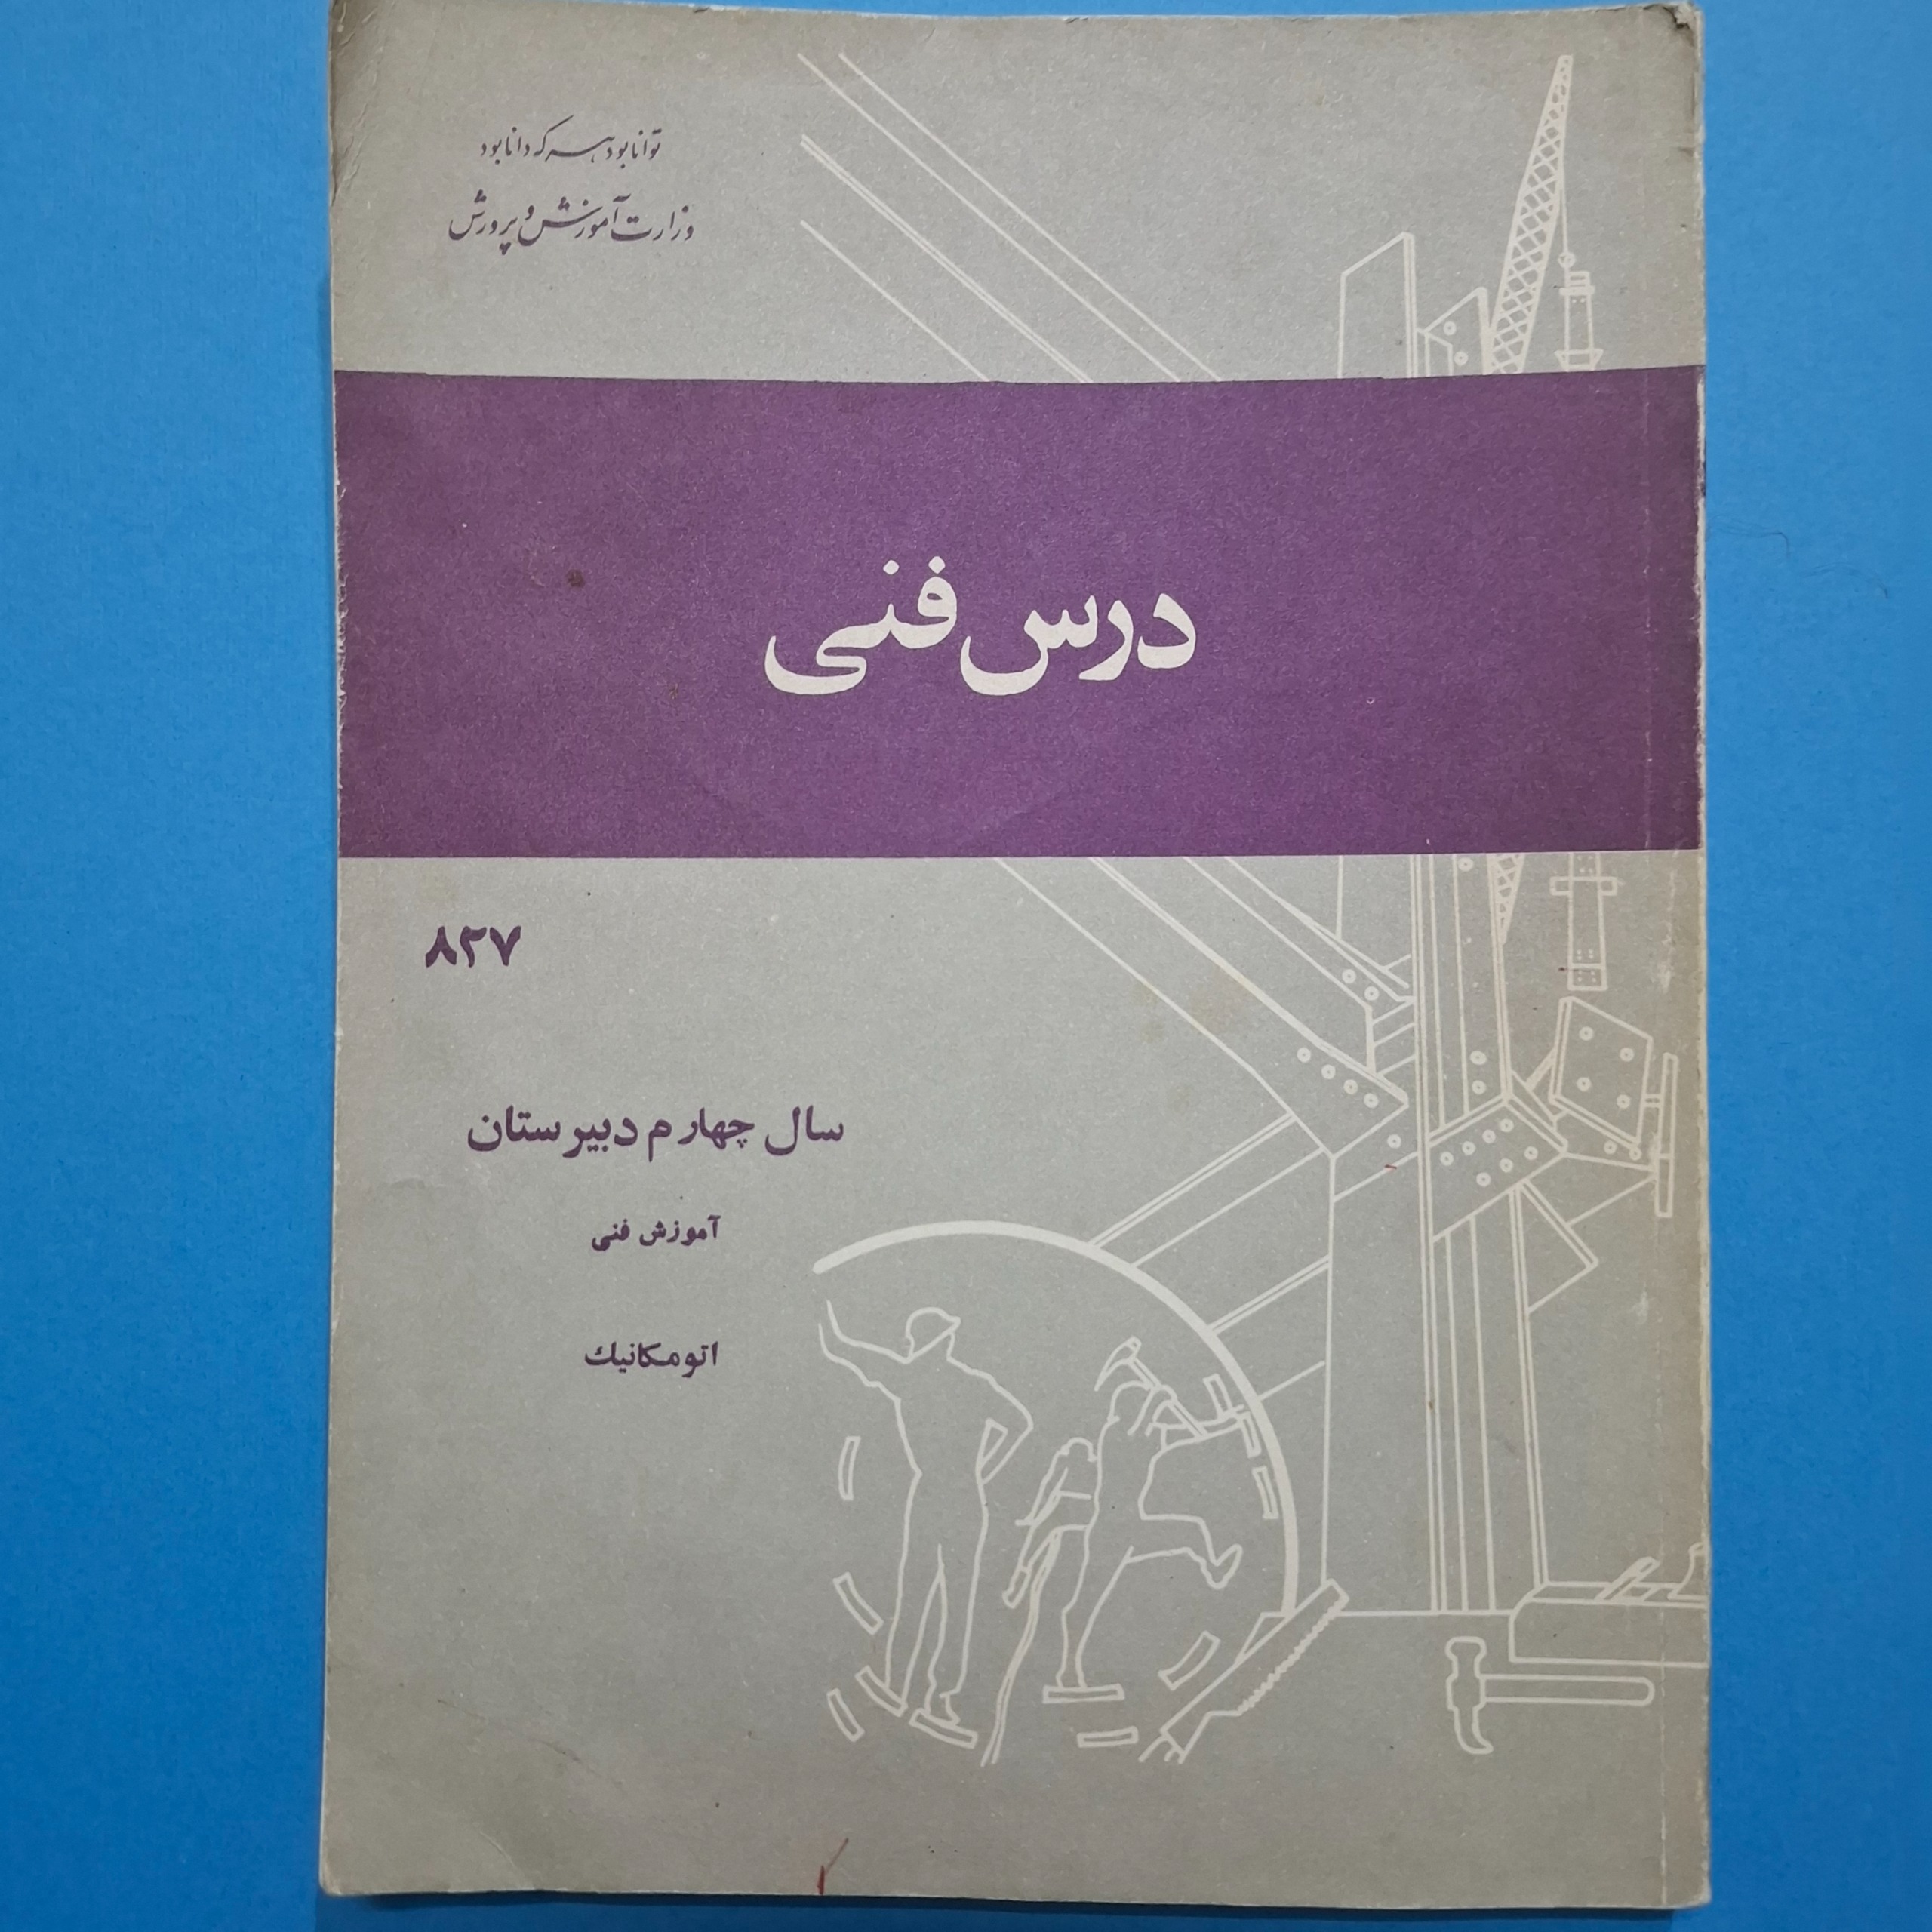 توانا بود هر که دانا بود
وزارت آموزش و پرورش
درس فنی
۸۲۷
سال چهارم دبیرستان
آموزش فنی
اتومکانیك